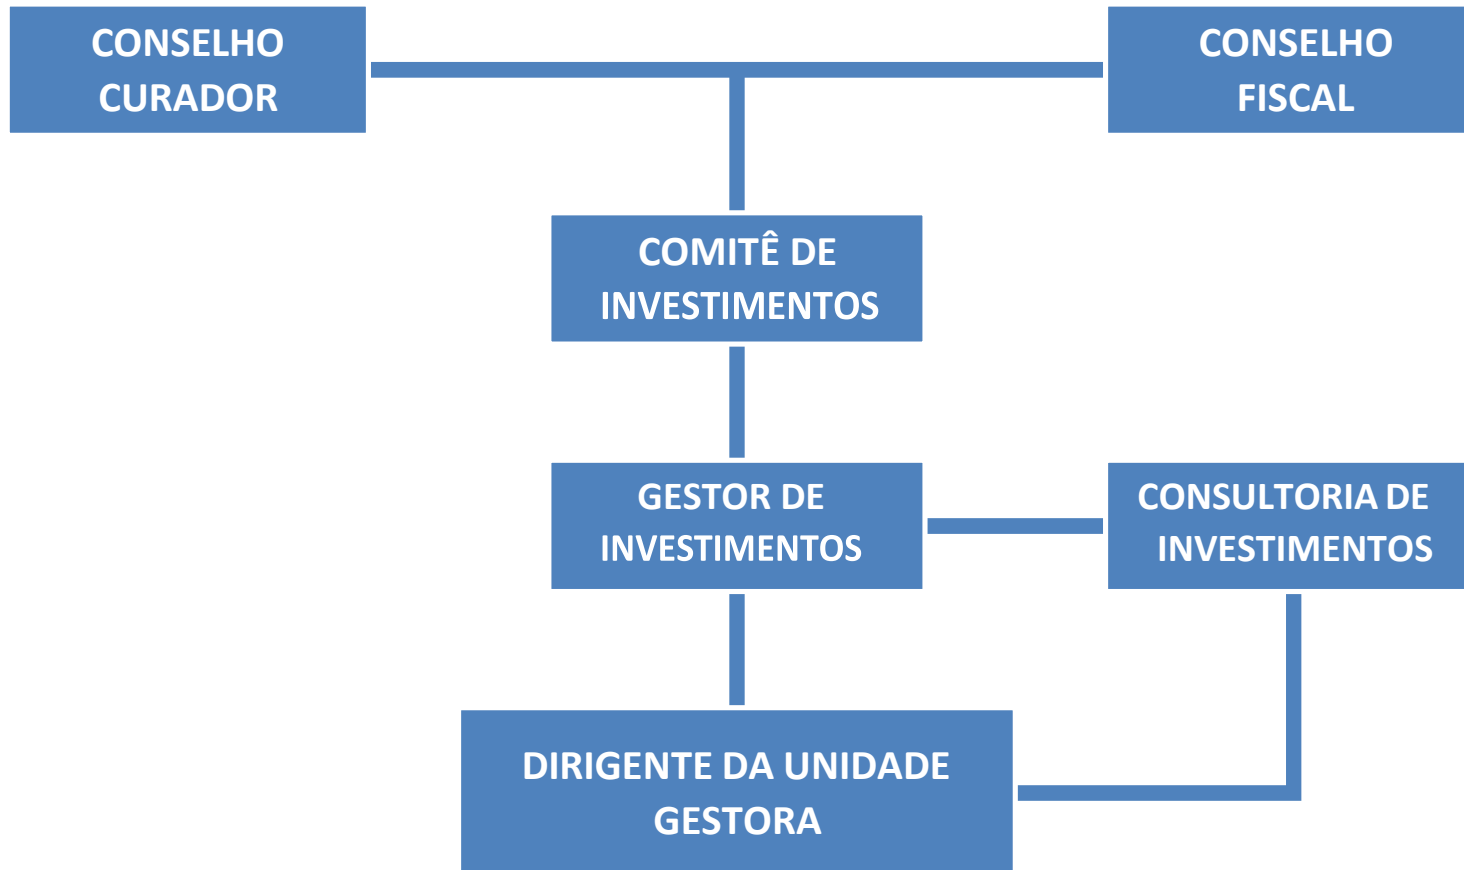 CONSELHO
CURADOR
CONSELHO
FISCAL
COMITÊ DE
INVESTIMENTOS
GESTOR DE
INVESTIMENTOS
CONSULTORIA DE
INVESTIMENTOS
DIRIGENTE DA UNIDADE
GESTORA